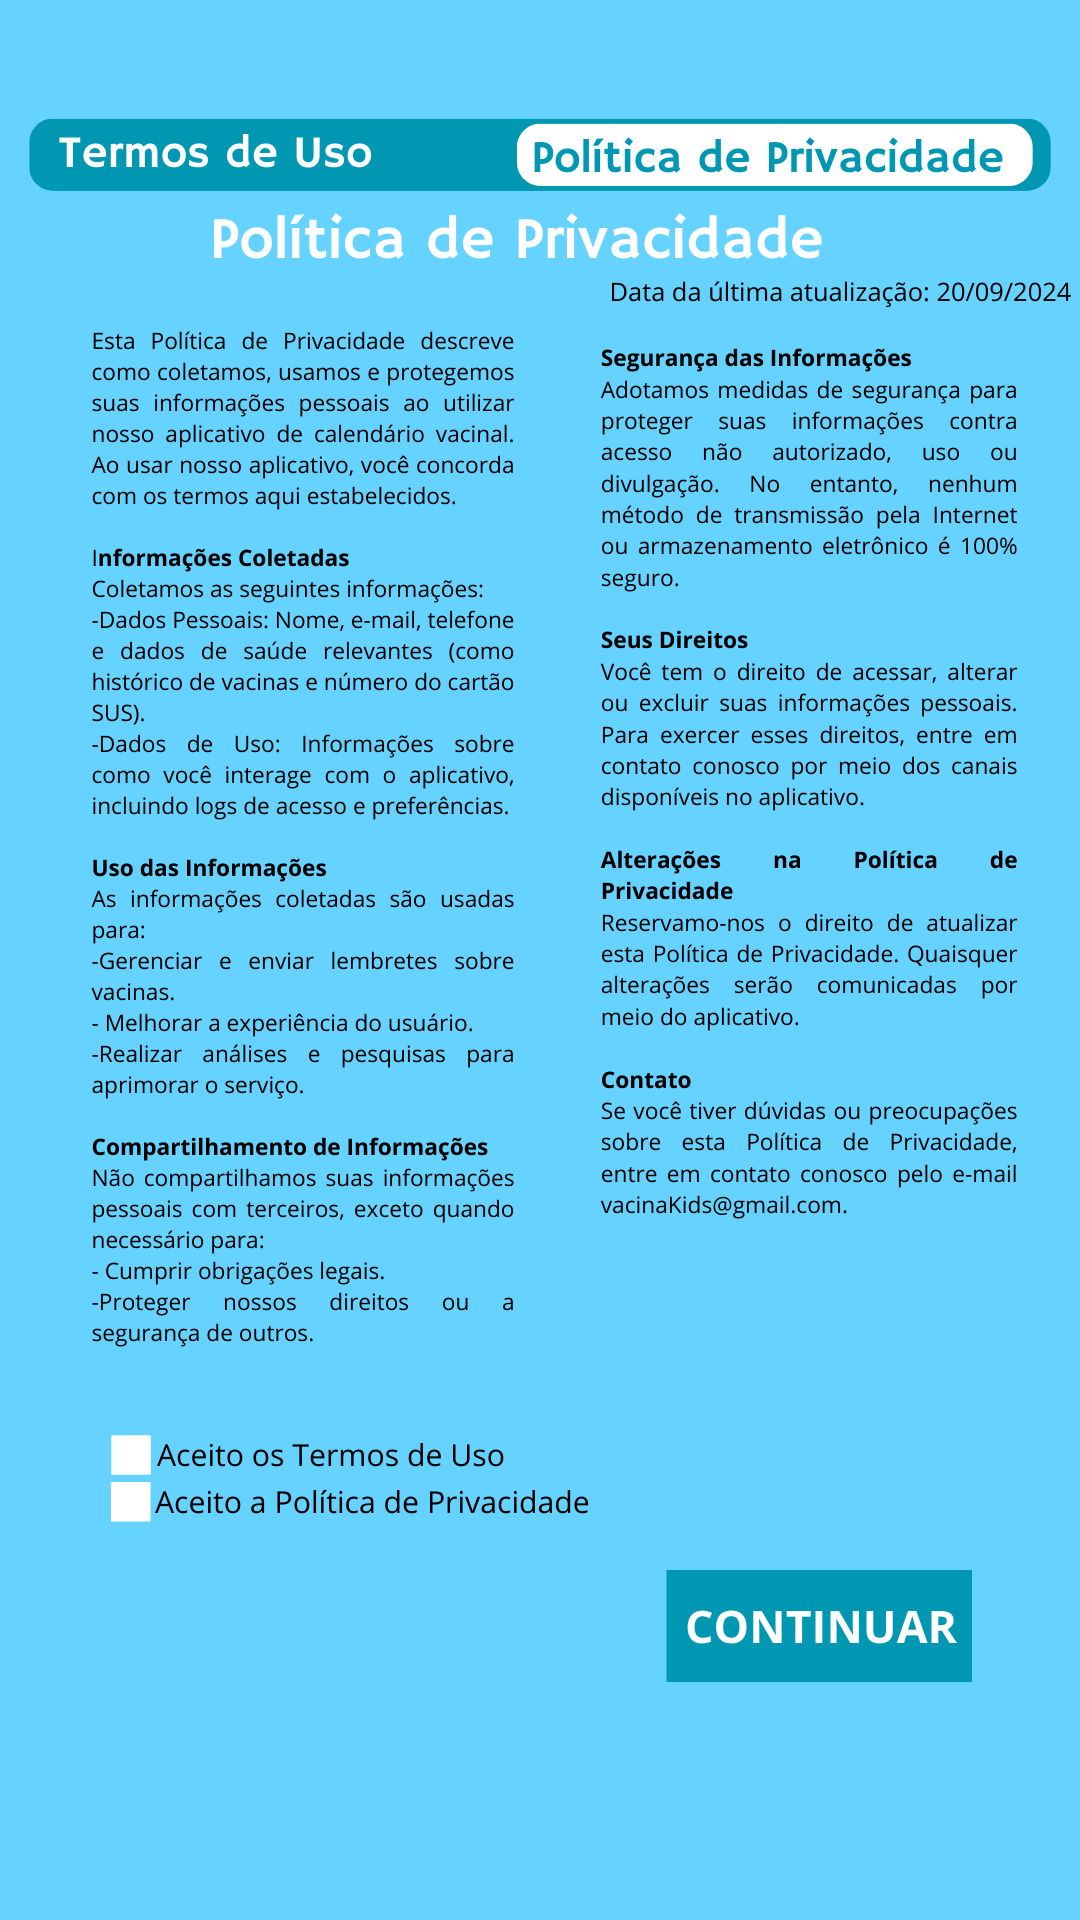 Termos de Uso
Política de Privacidade
Política de Privacidade
Data da última atualização: 20/09/2024
Esta Política de Privacidade descreve
como coletamos, usamos e protegemos
suas informações pessoais ao utilizar
nosso aplicativo de calendário vacinal.
Ao usar nosso aplicativo, você concorda
com os termos aqui estabelecidos.
Informações Coletadas
Coletamos as seguintes informações:
-Dados Pessoais: Nome, e-mail, telefone
e dados de saúde relevantes (como
histórico de vacinas e número do cartão
SUS).
-Dados de Uso: Informações sobre
como você interage com o aplicativo,
incluindo logs de acesso e preferências.
Uso das Informações
As informações coletadas são usadas
para:
-Gerenciar e enviar lembretes sobre
vacinas.
- Melhorar a experiência do usuário.
-Realizar análises e pesquisas para
aprimorar o serviço.
Compartilhamento de Informações
Não compartilhamos suas informações
pessoais com terceiros, exceto quando
necessário para:
- Cumprir obrigações legais.
-Proteger nossos direitos ou a
segurança de outros.
Segurança das Informações
Adotamos medidas de segurança para
proteger suas informações contra
acesso não autorizado, uso ou
divulgação. No entanto, nenhum
método de transmissão pela Internet
ou armazenamento eletrônico é 100%
seguro.
Seus Direitos
Você tem o direito de acessar, alterar
ou excluir suas informações pessoais.
Para exercer esses direitos, entre em
contato conosco por meio dos canais
disponíveis no aplicativo.
Alterações na Política de
Privacidade
Reservamo-nos o direito de atualizar
esta Política de Privacidade. Quaisquer
alterações serão comunicadas por
meio do aplicativo.
Contato
Se você tiver dúvidas ou preocupações
sobre esta Política de Privacidade,
entre em contato conosco pelo e-mail
vacinaKids@gmail.com.
Aceito os Termos de Uso
Aceito a Política de Privacidade
CONTINUAR